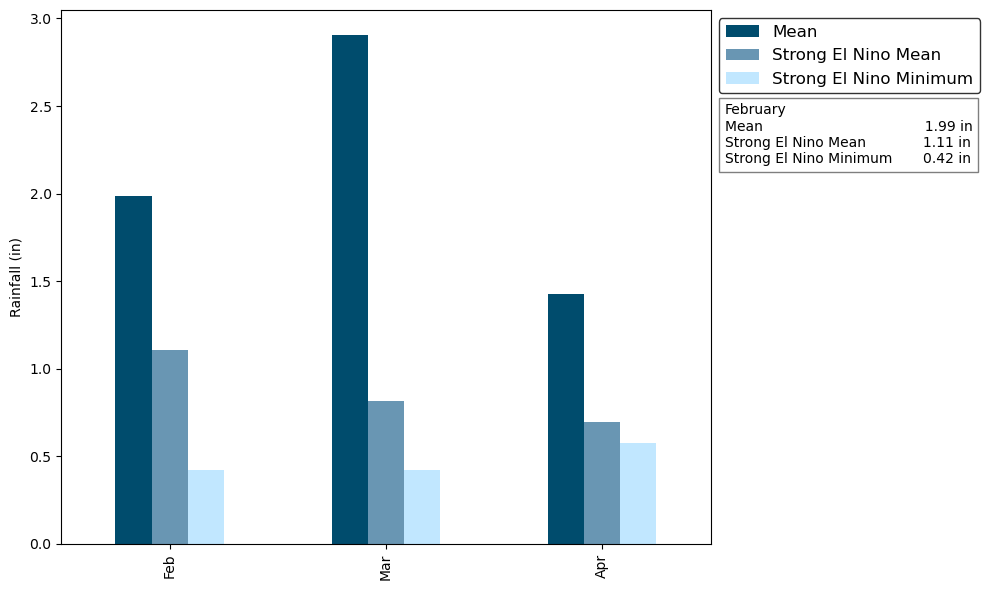 3.0
2.5
2.0
1.5
1.0
0.5
0.0
Rainfall (in)
Feb
Mar
Apr
Mean
Strong El Nino Mean
Strong El Nino Minimum
February
Mean 1.99 in
Strong El Nino Mean 1.11 in
Strong El Nino Minimum 0.42 in